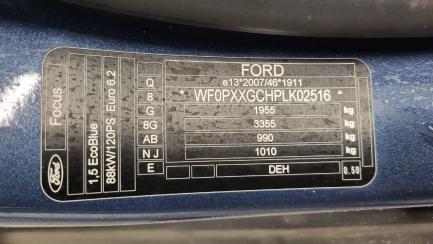 FORD
e13*2007/46*1911
* WF0PXXGCHPLK02516 *
Q
8
G 1955 kg
8G 3355 kg
AB 990 kg
N J 1010 kg
E DEH 0.50
Focus
1,5 EcoBlue
88kW/120PS Euro 6.2
Ford